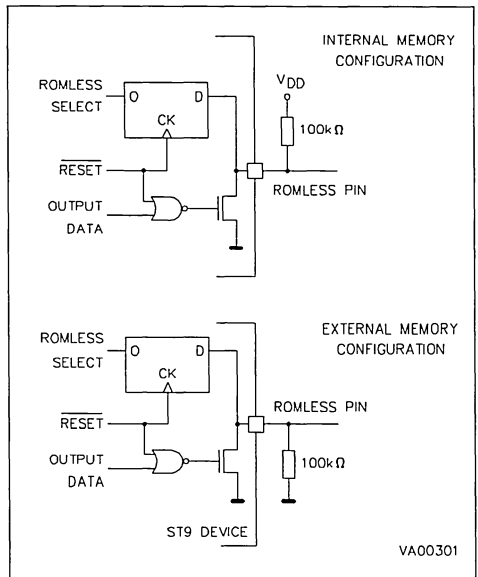 INTERNAL MEMORY
CONFIGURATION
ROMLESS
SELECT
O
D
CK
VDD
100kΩ
RESET
ROMLESS PIN
OUTPUT
DATA
EXTERNAL MEMORY
CONFIGURATION
ROMLESS
SELECT
O
D
CK
ROMLESS PIN
RESET
100kΩ
OUTPUT
DATA
ST9 DEVICE
VA00301